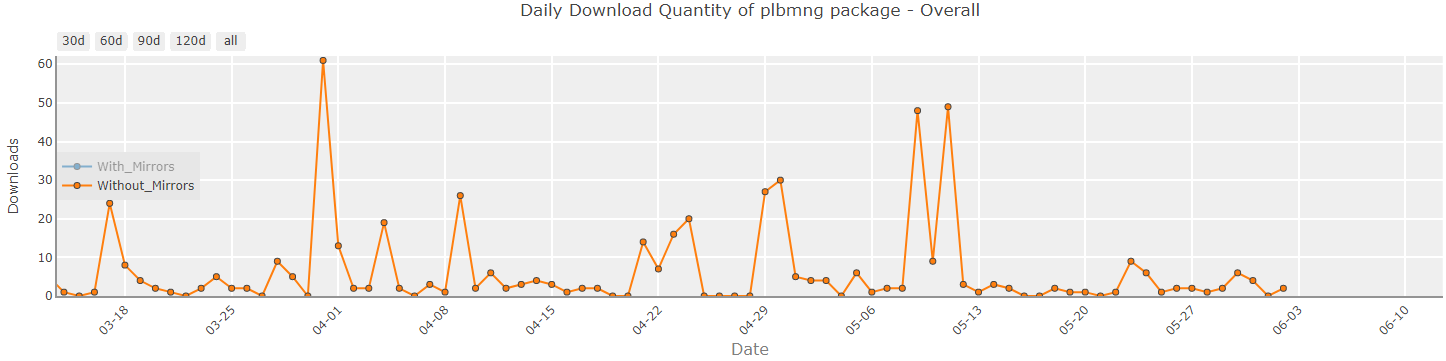 Daily Download Quantity of plbmng package - Overall
30d 60d 90d 120d all
60
50
40
30
20
10
0
Downloads
With_Mirrors
Without_Mirrors
03-18 03-25 04-01 04-08 04-15 04-22 04-29 05-06 05-13 05-20 05-27 06-03 06-10
Date